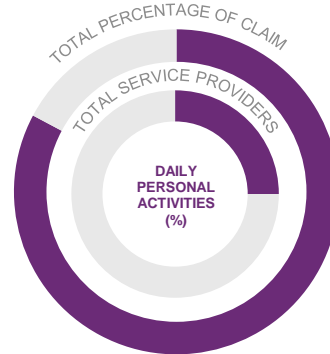 TOTAL PERCENTAGE OF CLAIM
TOTAL SERVICE PROVIDERS
DAILY
PERSONAL
ACTIVITIES
(%)